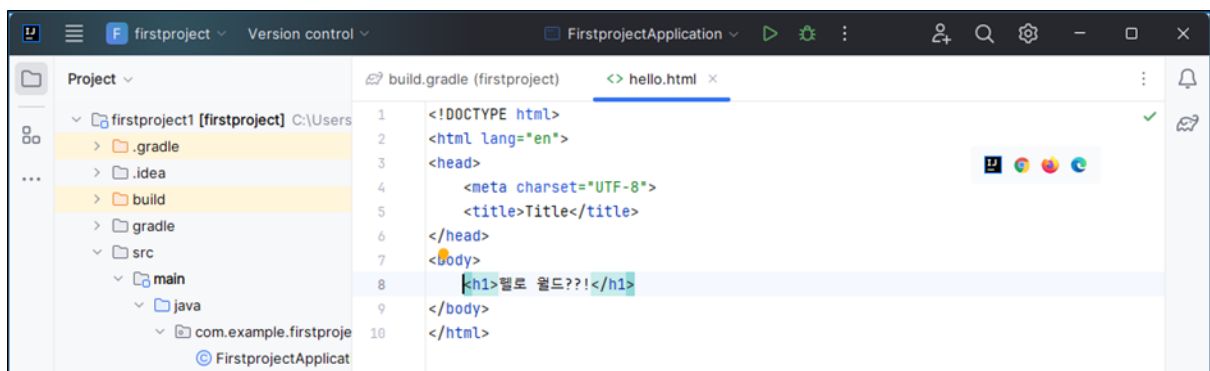 F firstproject Version control FirstprojectApplication
Project
build.gradle (firstproject) <> hello.html
firstproject1 [firstproject] C:\Users
.gradle
.idea
build
gradle
src
main
java
com.example.firstproje
© FirstprojectApplicat
1 <!DOCTYPE html>
2 <html lang="en">
3 <head>
4 <meta charset="UTF-8">
5 <title>Title</title>
6 </head>
7 <body>
8 <h1>헬로 월드??!</h1>
9 </body>
10 </html>